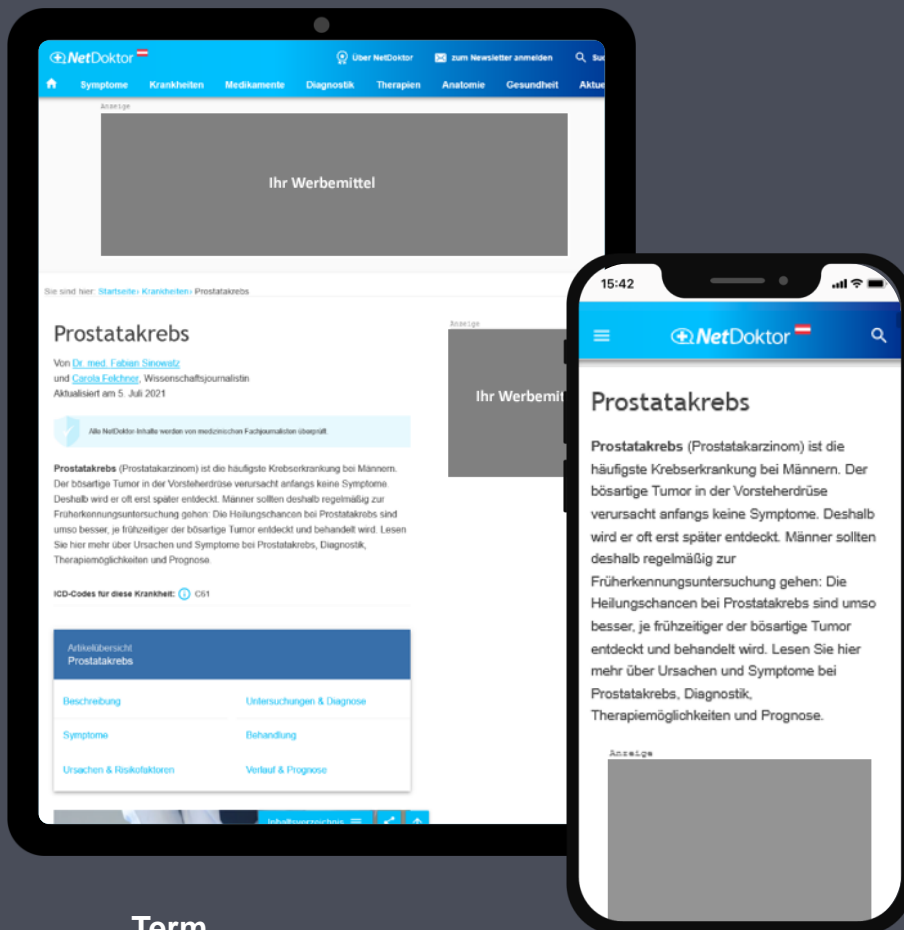 NetDoktor
Über NetDoktor
zum Newsletter anmelden
Suc
Symptome Krankheiten Medikamente Diagnostik Therapien Anatomie Gesundheit Aktue
Anzeige
Ihr Werbemittel
Sie sind hier: Startseite› Krankheiten› Prostatakrebs
Prostatakrebs
Von Dr. med. Fabian Sinowatz
und Carola Felchner, Wissenschaftsjournalistin
Aktualisiert am 5. Juli 2021
Alle NetDoktor-Inhalte werden von medizinischen Fachjournalisten überprüft.
Prostatakrebs (Prostatakarzinom) ist die häufigste Krebserkrankung bei Männern.
Der bösartige Tumor in der Vorsteherdrüse verursacht anfangs keine Symptome.
Deshalb wird er oft erst später entdeckt. Männer sollten deshalb regelmäßig zur
Früherkennungsuntersuchung gehen: Die Heilungschancen bei Prostatakrebs sind
umso besser, je frühzeitiger der bösartige Tumor entdeckt und behandelt wird. Lesen
Sie hier mehr über Ursachen und Symptome bei Prostatakrebs, Diagnostik,
Therapiemöglichkeiten und Prognose.
ICD-Codes für diese Krankheit: C61
Artikelübersicht
Prostatakrebs
Beschreibung Untersuchungen & Diagnose
Symptome Behandlung
Ursachen & Risikofaktoren Verlauf & Prognose
Inhaltsverzeichnis
Anzeige
Ihr Werbemit
15:42
NetDoktor
Prostatakrebs
Prostatakrebs (Prostatakarzinom) ist die
häufigste Krebserkrankung bei Männern. Der
bösartige Tumor in der Vorsteherdrüse
verursacht anfangs keine Symptome. Deshalb
wird er oft erst später entdeckt. Männer sollten
deshalb regelmäßig zur
Früherkennungsuntersuchung gehen: Die
Heilungschancen bei Prostatakrebs sind umso
besser, je frühzeitiger der bösartige Tumor
entdeckt und behandelt wird. Lesen Sie hier
mehr über Ursachen und Symptome bei
Prostatakrebs, Diagnostik,
Therapiemöglichkeiten und Prognose.
Anzeige
Term